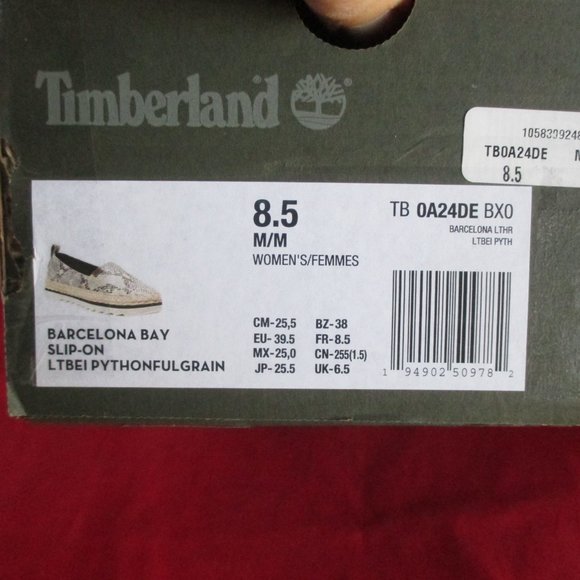 Timberland
1058399248
TB0A24DE
8.5
8.5
M/M
WOMEN'S/FEMMES
TB 0A24DE BX0
BARCELONA LTHR
LTBEI PYTH
BARCELONA BAY
SLIP-ON
LTBEI PYTHONFULGRAIN
CM-25,5 BZ-38
EU-39.5 FR-8.5
MX-25,0 CN-255(1.5)
JP-25.5 UK-6.5
1 94902 50978 2